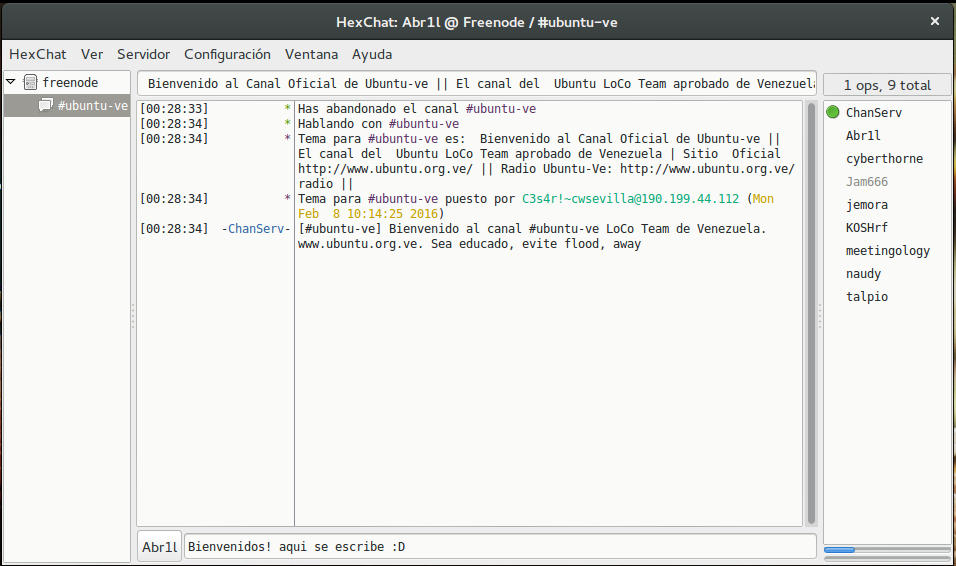 HexChat: Abr1l @ Freenode / #ubuntu-ve
HexChat Ver Servidor Configuración Ventana Ayuda
freenode
#ubuntu-ve
Bienvenido al Canal Oficial de Ubuntu-ve || El canal del  Ubuntu LoCo Team aprobado de Venezuela
[00:28:33] * Has abandonado el canal #ubuntu-ve
[00:28:34] * Hablando con #ubuntu-ve
[00:28:34] * Tema para #ubuntu-ve es:  Bienvenido al Canal Oficial de Ubuntu-ve ||
El canal del  Ubuntu LoCo Team aprobado de Venezuela | Sitio  Oficial
http://www.ubuntu.org.ve/ || Radio Ubuntu-Ve: http://www.ubuntu.org.ve/
radio ||
[00:28:34] * Tema para #ubuntu-ve puesto por C3s4r!~cwsevilla@190.199.44.112 (Mon
Feb  8 10:14:25 2016)
[00:28:34] -ChanServ- [#ubuntu-ve] Bienvenido al canal #ubuntu-ve LoCo Team de Venezuela.
www.ubuntu.org.ve. Sea educado, evite flood, away
Abr1l
Bienvenidos! aqui se escribe :D
1 ops, 9 total
ChanServ
Abr1l
cyberthorne
Jam666
jemora
KOSHrf
meetingology
naudy
talpio